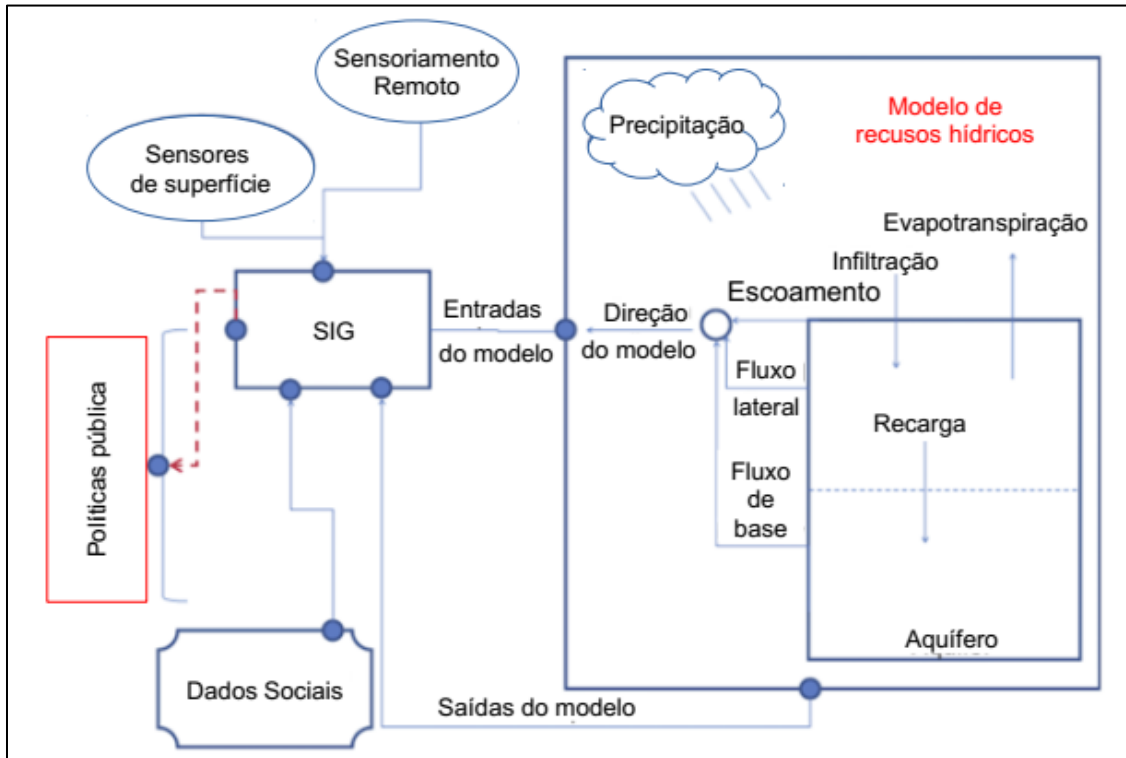 Sensoriamento
Remoto
Sensores
de superfície
SIG
Entradas
do modelo
Políticas pública
Dados Sociais
Saídas do modelo
Modelo de
recusos hídricos
Precipitação
Evapotranspiração
Infiltração
Escoamento
Direção
do modelo
Fluxo
lateral
Recarga
Fluxo
de
base
Aquífero